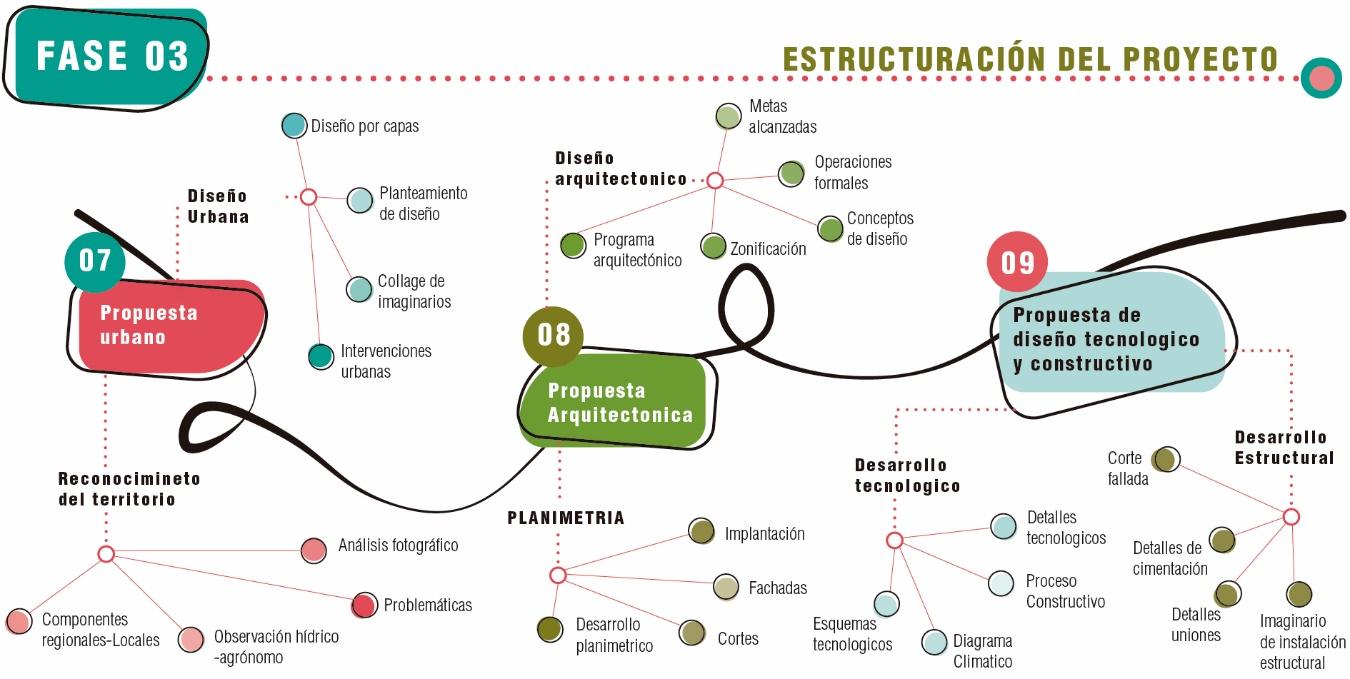 FASE 03
ESTRUCTURACIÓN DEL PROYECTO
07
Propuesta
urbano
Diseño
Urbana
Diseño por capas
Planteamiento
de diseño
Collage de
imaginarios
Intervenciones
urbanas
Reconocimineto
del territorio
Análisis fotográfico
Problemáticas
Observación hídrico
-agrónomo
Componentes
regionales-Locales
08
Propuesta
Arquitectonica
Diseño
arquitectonico
Metas
alcanzadas
Operaciones
formales
Conceptos
de diseño
Zonificación
Programa
arquitectónico
PLANIMETRIA
Implantación
Fachadas
Cortes
Desarrollo
planimetrico
09
Propuesta de
diseño tecnologico
y constructivo
Desarrollo
tecnologico
Detalles
tecnologicos
Proceso
Constructivo
Diagrama
Climatico
Esquemas
tecnologicos
Desarrollo
Estructural
Corte
fallada
Detalles de
cimentación
Detalles
uniones
Imaginario
de instalación
estructural